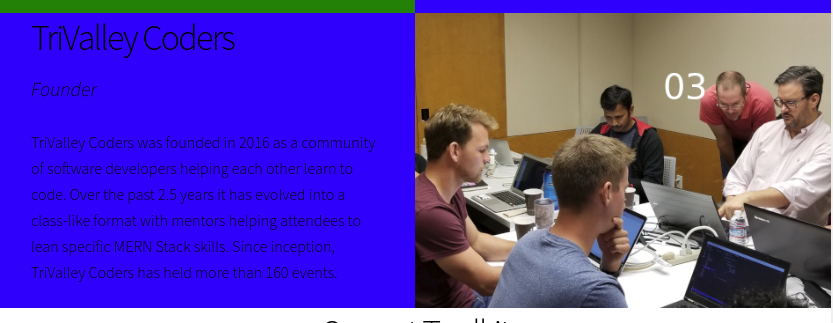 TriValley Coders
Founder
TriValley Coders was founded in 2016 as a community
of software developers helping each other learn to
code. Over the past 2.5 years it has evolved into a
class-like format with mentors helping attendees to
lean specific MERN Stack skills. Since inception,
TriValley Coders has held more than 160 events.
03